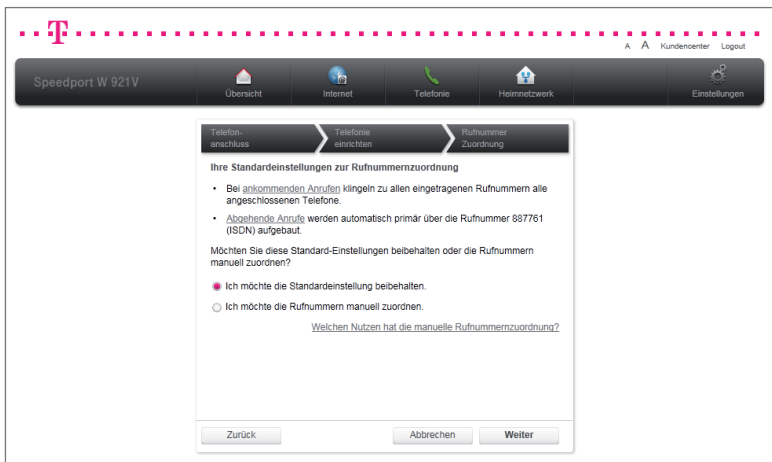 T
A A Kundencenter Logout
Speedport W 921V
Übersicht Internet Telefonie Heimnetzwerk Einstellungen
Telefon-
anschluss
Telefonie
einrichten
Rufnummer
Zuordnung
Ihre Standardeinstellungen zur Rufnummernzuordnung
• Bei ankommenden Anrufen klingeln zu allen eingetragenen Rufnummern alle
angeschlossenen Telefone.
• Abgehende Anrufe werden automatisch primär über die Rufnummer 887761
(ISDN) aufgebaut.
Möchten Sie diese Standard-Einstellungen beibehalten oder die Rufnummern
manuell zuordnen?
Ich möchte die Standardeinstellung beibehalten.
Ich möchte die Rufnummern manuell zuordnen.
Welchen Nutzen hat die manuelle Rufnummernzuordnung?
Zurück Abbrechen Weiter